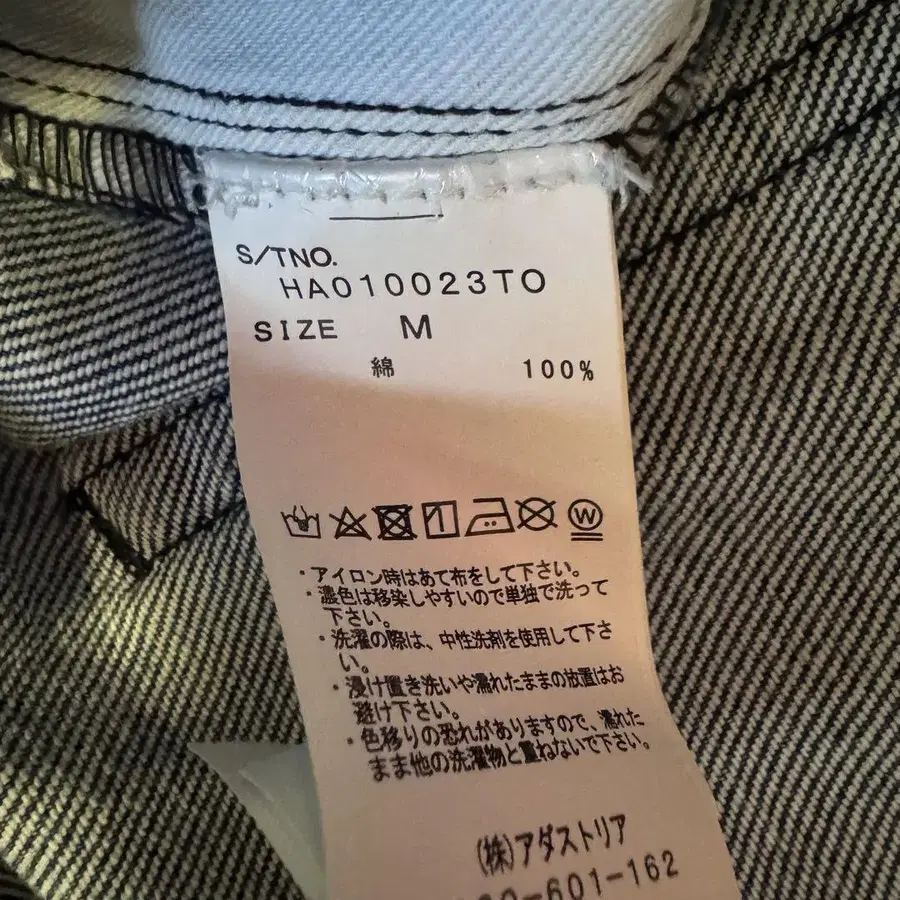 S/TNO.
HA010023TO
SIZE M
綿 100%
W
・アイロン時はあて布をして下さい。
・濃色は移染しやすいので単独で洗って
下さい。
・洗濯の際は、中性洗剤を使用して下さ
い。
・浸け置き洗いや濡れたままの放置はお
避け下さい。
・色移りの恐れがありますので、濡れた
まま他の洗濯物と重ねないで下さい。
(株)アダストリア
-601-162